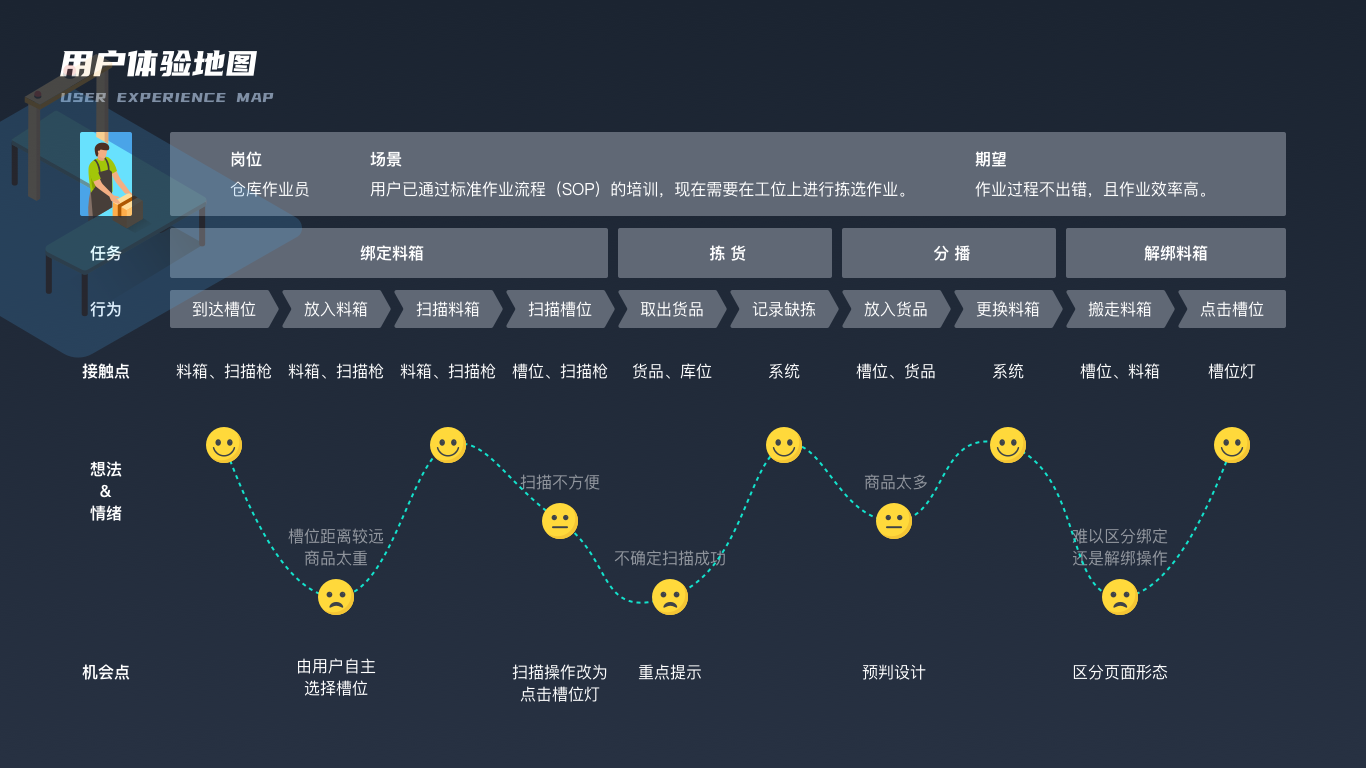 用户体验地图
USER EXPERIENCE MAP
岗位 场景 期望
仓库作业员 用户已通过标准作业流程（SOP）的培训，现在需要在工位上进行拣选作业。 作业过程不出错，且作业效率高。
任务 绑定料箱 拣 货 分 播 解绑料箱
行为 到达槽位 放入料箱 扫描料箱 扫描槽位 取出货品 记录缺拣 放入货品 更换料箱 搬走料箱 点击槽位
接触点 料箱、扫描枪 料箱、扫描枪 料箱、扫描枪 槽位、扫描枪 货品、库位 系统 槽位、货品 系统 槽位、料箱 槽位灯
想法
&
情绪
扫描不方便 商品太多
槽位距离较远
商品太重
不确定扫描成功
难以区分绑定
还是解绑操作
机会点
由用户自主
选择槽位
扫描操作改为
点击槽位灯
重点提示
预判设计
区分页面形态